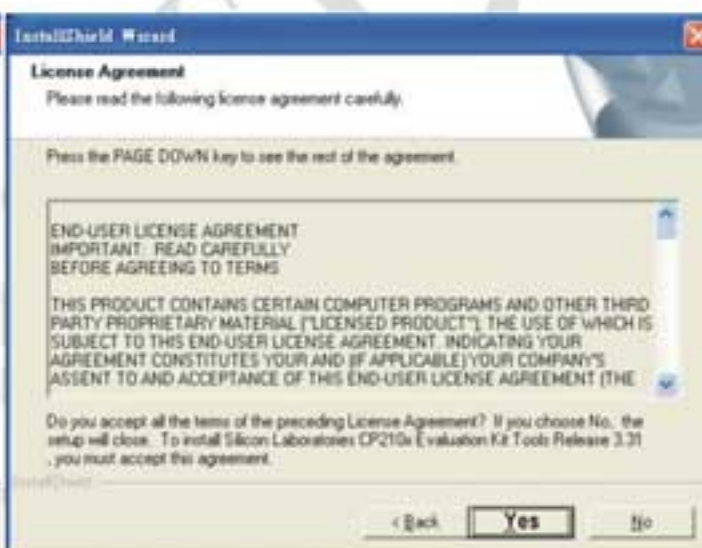 InstallShield Wizard
License Agreement
Please read the following license agreement carefully.
Press the PAGE DOWN key to see the rest of the agreement.
END-USER LICENSE AGREEMENT
IMPORTANT: READ CAREFULLY
BEFORE AGREEING TO TERMS
THIS PRODUCT CONTAINS CERTAIN COMPUTER PROGRAMS AND OTHER THIRD
PARTY PROPRIETARY MATERIAL ("LICENSED PRODUCT"), THE USE OF WHICH IS
SUBJECT TO THIS END-USER LICENSE AGREEMENT. INDICATING YOUR
AGREEMENT CONSTITUTES YOUR AND (IF APPLICABLE) YOUR COMPANY'S
ASSENT TO AND ACCEPTANCE OF THIS END-USER LICENSE AGREEMENT (THE
Do you accept all the terms of the preceding License Agreement? If you choose No, the
setup will close. To install Silicon Laboratories CP210x Evaluation Kit Tools Release 3.31
, you must accept this agreement.
InstallShield
< Back
Yes
No